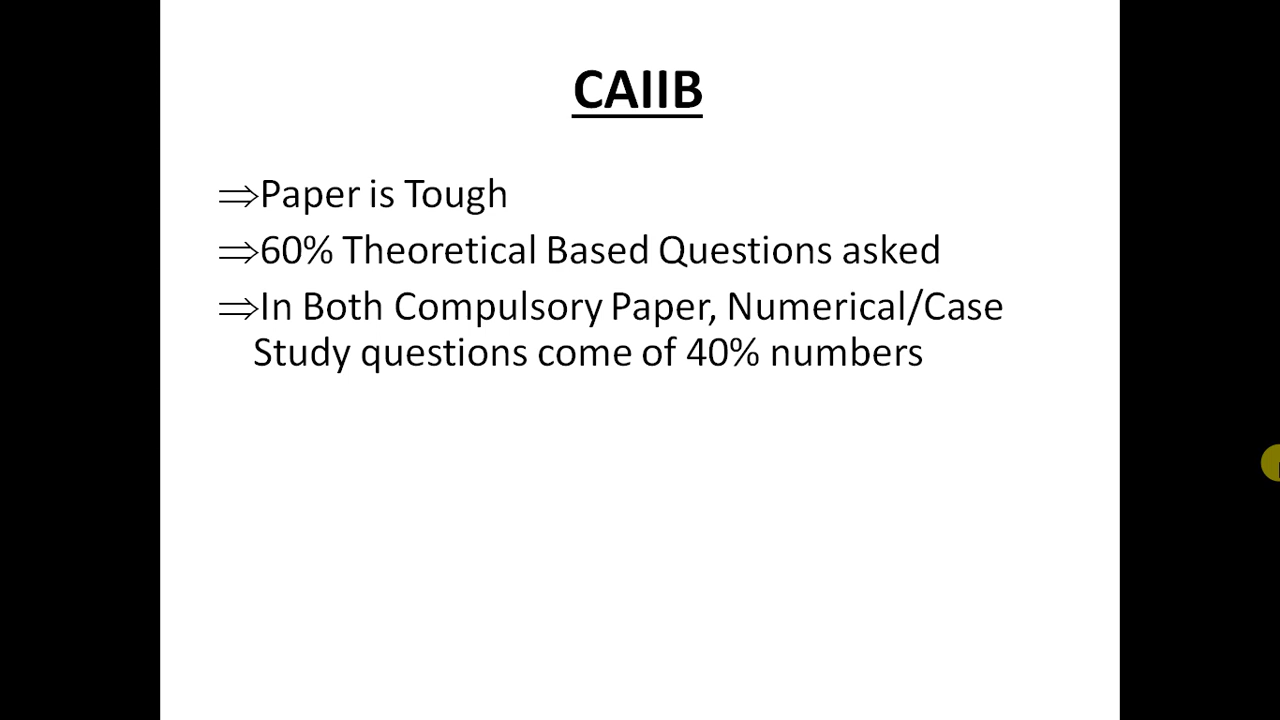 CAIIB
⇒Paper is Tough
⇒60% Theoretical Based Questions asked
⇒In Both Compulsory Paper, Numerical/Case
Study questions come of 40% numbers